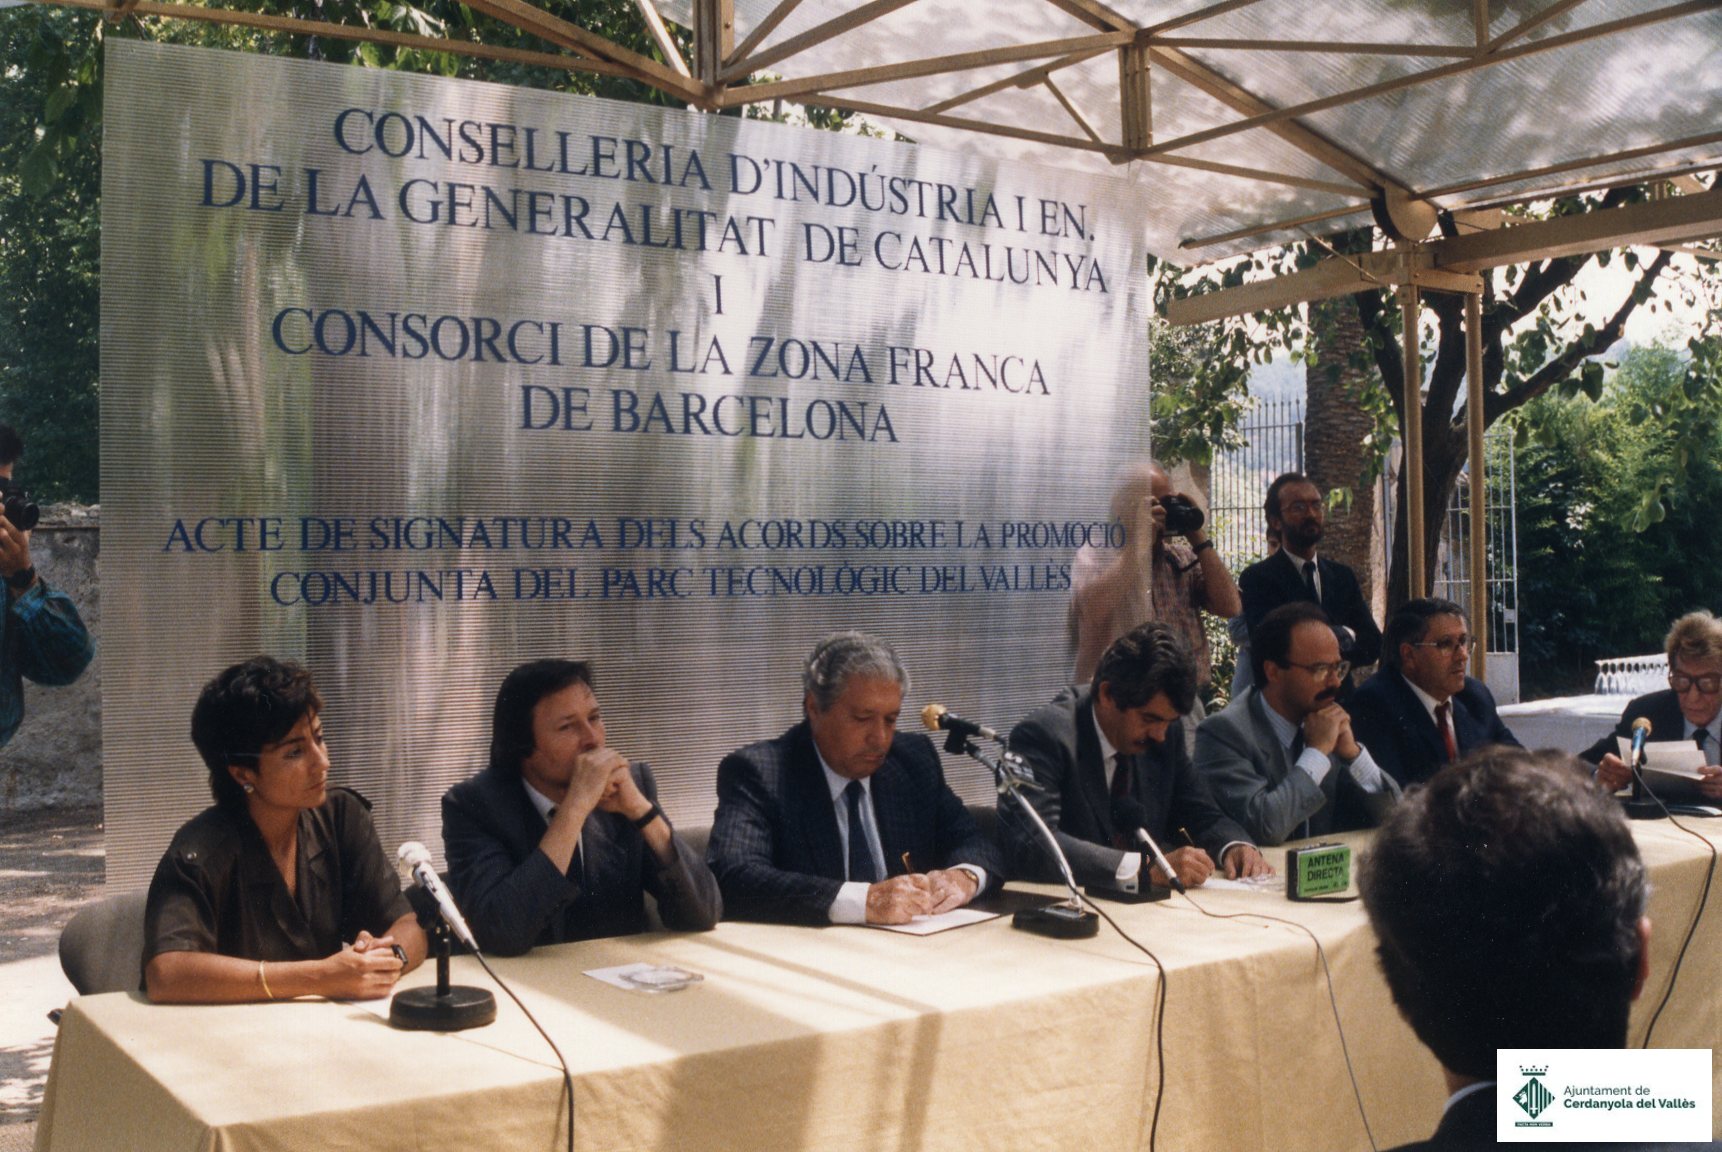 CONSELLERIA D'INDÚSTRIA I EN.
DE LA GENERALITAT DE CATALUNYA
I
CONSORCI DE LA ZONA FRANCA
DE BARCELONA
ACTE DE SIGNATURA DELS ACORDS SOBRE LA PROMOCIÓ
CONJUNTA DEL PARC TECNOLÒGIC DEL VALLÈS
ANTENA
DIRECTA
Ajuntament de
Cerdanyola del Vallès